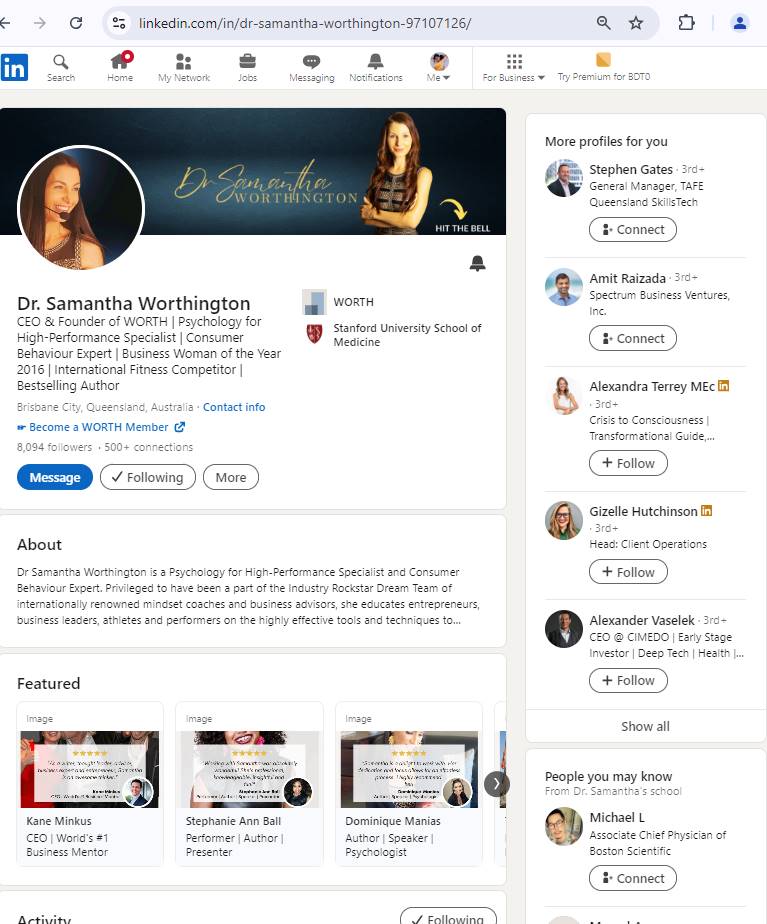 linkedin.com/in/dr-samantha-worthington-97107126/
in
Search
Home
My Network
Jobs
Messaging
Notifications
Me
For Business
Try Premium for BDT0
Dr Samantha
WORTHINGTON
HIT THE BELL
Dr. Samantha Worthington
CEO & Founder of WORTH | Psychology for
High-Performance Specialist | Consumer
Behaviour Expert | Business Woman of the Year
2016 | International Fitness Competitor |
Bestselling Author
WORTH
Stanford University School of
Medicine
Brisbane City, Queensland, Australia · Contact info
Become a WORTH Member
8,094 followers · 500+ connections
Message
Following
More
About
Dr Samantha Worthington is a Psychology for High-Performance Specialist and Consumer
Behaviour Expert. Privileged to have been a part of the Industry Rockstar Dream Team of
internationally renowned mindset coaches and business advisors, she educates entrepreneurs,
business leaders, athletes and performers on the highly effective tools and techniques to...
Featured
Image
Kane Minkus
Kane Minkus
CEO | World's #1
Business Mentor
Image
Stephanie Ann Ball
Stephanie Ann Ball
Performer | Author |
Presenter
Image
Dominique Manias
Dominique Manias
Author | Speaker |
Psychologist
Activity
Following
More profiles for you
Stephen Gates · 3rd+
General Manager, TAFE
Queensland SkillsTech
Connect
Amit Raizada · 3rd+
Spectrum Business Ventures,
Inc.
Connect
Alexandra Terrey MEc in
· 3rd+
Crisis to Consciousness |
Transformational Guide,...
+ Follow
Gizelle Hutchinson in
· 3rd+
Head: Client Operations
+ Follow
Alexander Vaselek · 3rd+
CEO @ CIMEDO | Early Stage
Investor | Deep Tech | Health |...
+ Follow
Show all
People you may know
From Dr. Samantha's school
Michael L
Associate Chief Physician of
Boston Scientific
Connect